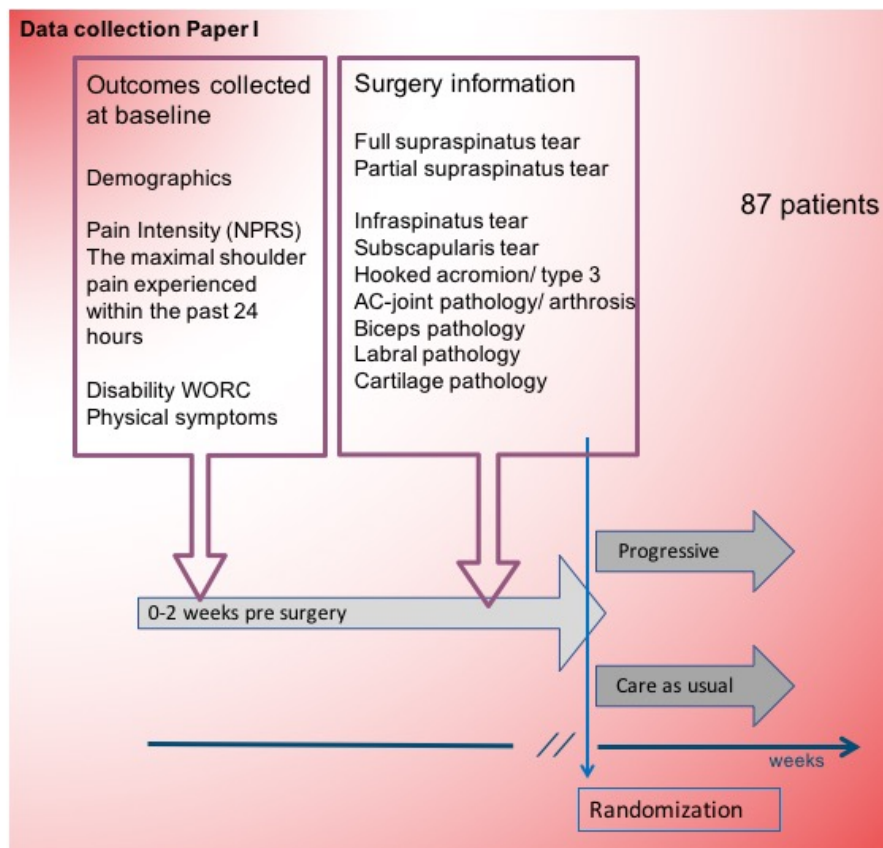 Data collection Paper I
Outcomes collected
at baseline
Demographics
Pain Intensity (NPRS)
The maximal shoulder
pain experienced
within the past 24
hours
Disability WORC
Physical symptoms
Surgery information
Full supraspinatus tear
Partial supraspinatus tear
Infraspinatus tear
Subscapularis tear
Hooked acromion/ type 3
AC-joint pathology/ arthrosis
Biceps pathology
Labral pathology
Cartilage pathology
87 patients
Progressive
0-2 weeks pre surgery
Care as usual
weeks
Randomization